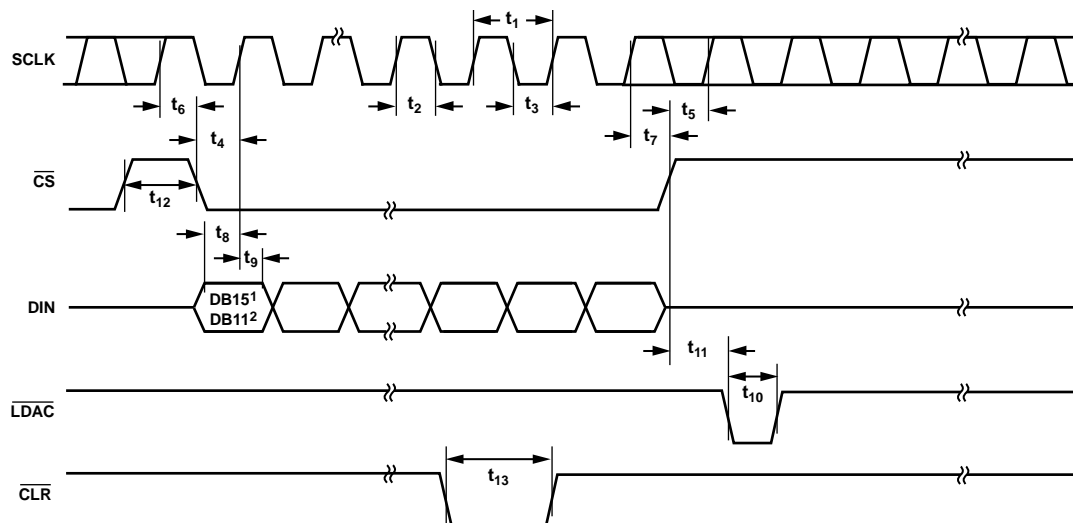 t1
SCLK
t6
t2
t3
t5
t4
t7
CS
t12
t8
t9
DB15¹
DIN
DB11²
t11
t10
LDAC
t13
CLR